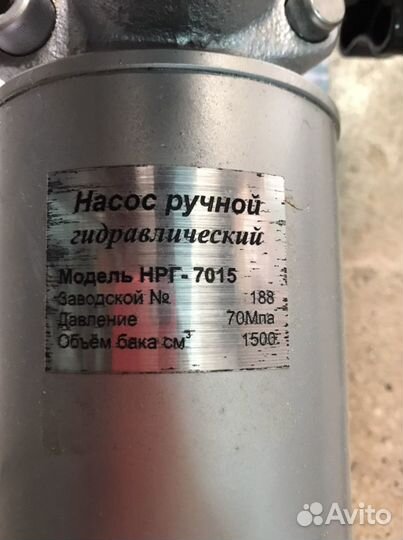 Насос ручной
гидравлический
Модель НРГ- 7015
Заводской № 188
Давление 70Мпа
Объём бака см³ 1500
Avito